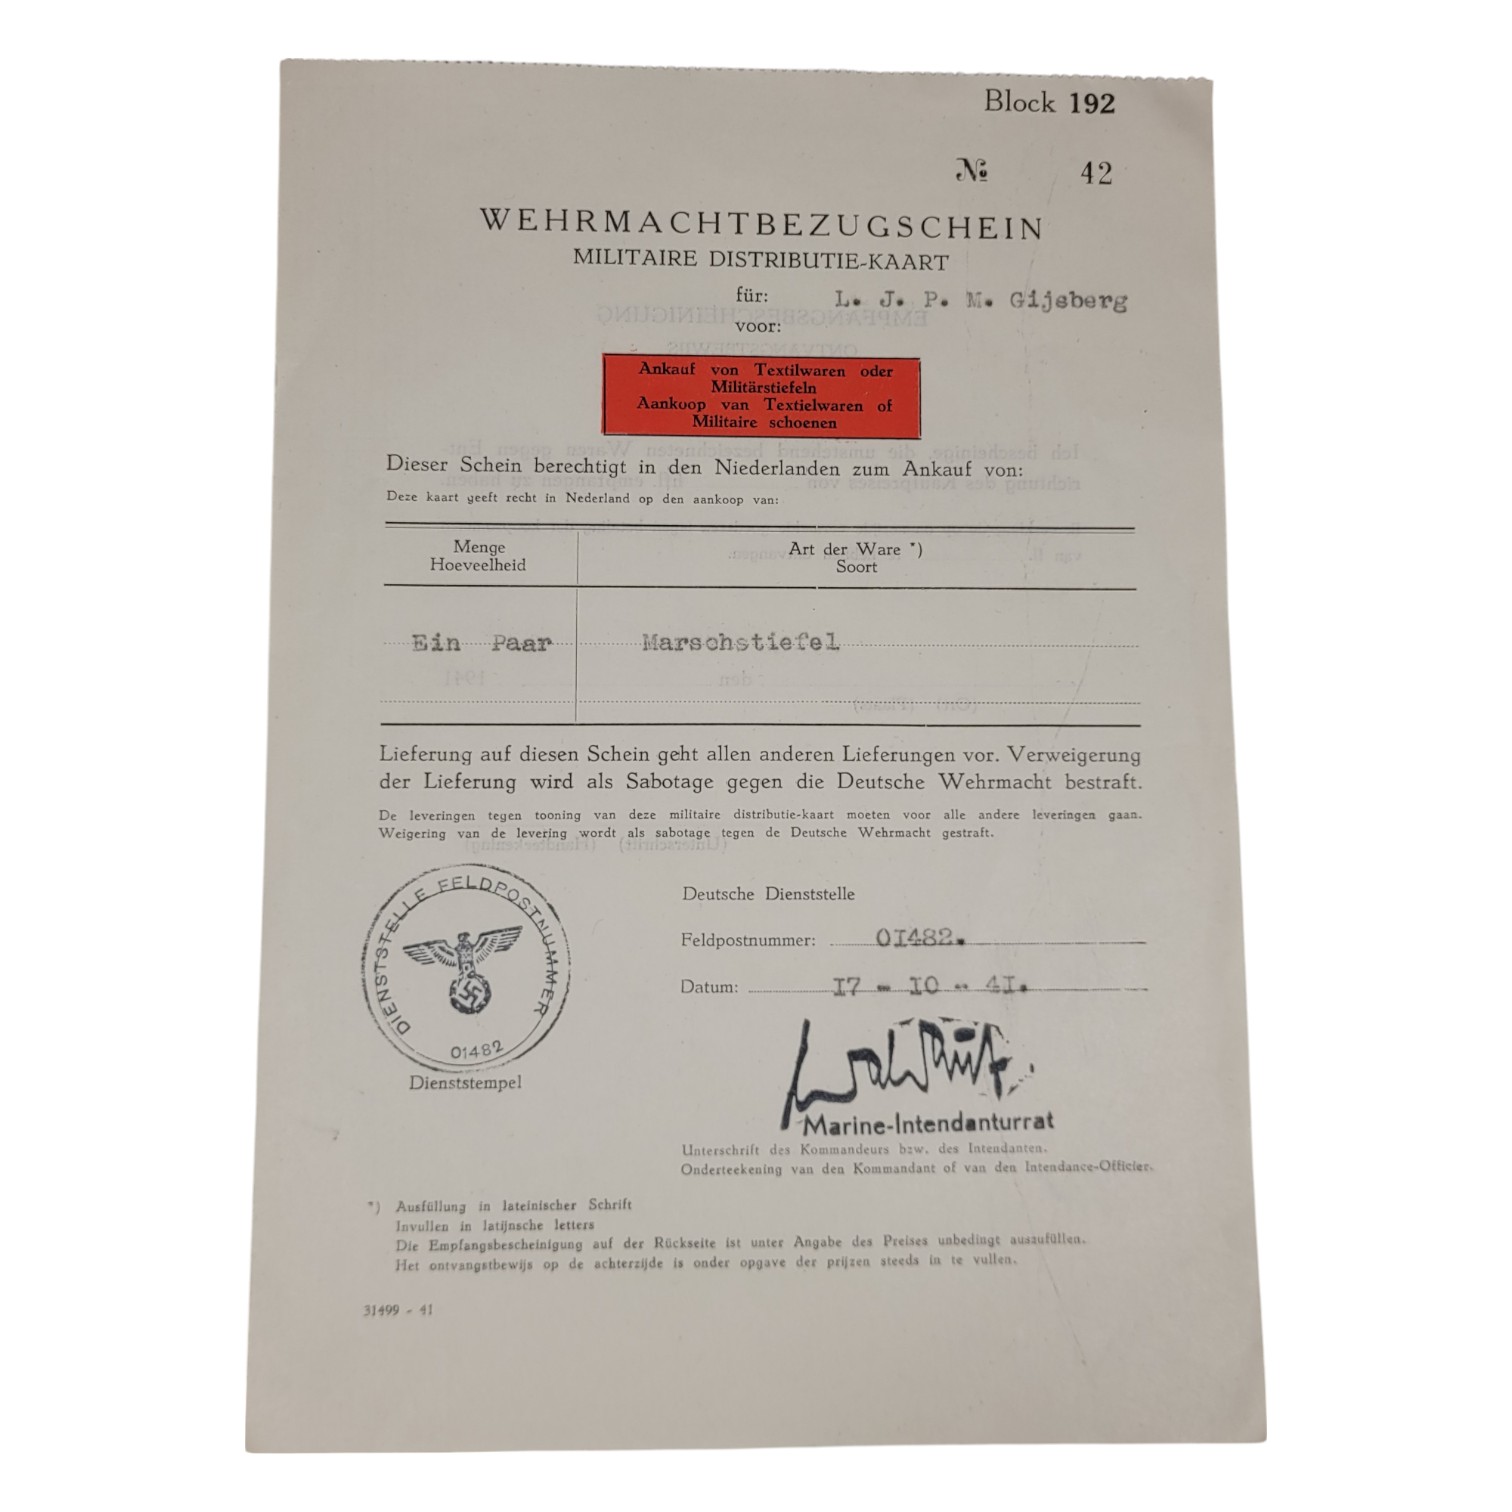 Block 192
№ 42
WEHRMACHTBEZUGSCHEIN
MILITAIRE DISTRIBUTIE-KAART
für: L. J. P. M. Gijsberg
voor:
Ankauf von Textilwaren oder
Militärstiefeln
Aankoop van Textielwaren of
Militaire schoenen
Dieser Schein berechtigt in den Niederlanden zum Ankauf von:
Deze kaart geeft recht in Nederland op den aankoop van:
Menge Art der Ware *)
Hoeveelheid Soort
Ein Paar Marschstiefel
Lieferung auf diesen Schein geht allen anderen Lieferungen vor. Verweigerung
der Lieferung wird als Sabotage gegen die Deutsche Wehrmacht bestraft.
De leveringen tegen tooning van deze militaire distributie-kaart moeten voor alle andere leveringen gaan.
Weigering van de levering wordt als sabotage tegen de Deutsche Wehrmacht gestraft.
DIENSTSTELLE FELDPOSTNUMMER
01482
Dienststempel
Deutsche Dienststelle
Feldpostnummer: 0I482.
Datum: I7 - I0 - 4I.
Marine-Intendanturrat
Unterschrift des Kommandeurs bzw. des Intendanten.
Onderteekening van den Kommandant of van den Intendance-Officier.
*) Ausfüllung in lateinischer Schrift
Invullen in latijnsche letters
Die Empfangsbescheinigung auf der Rückseite ist unter Angabe des Preises unbedingt auszufüllen.
Het ontvangstbewijs op de achterzijde is onder opgave der prijzen steeds in te vullen.
31499 - 41